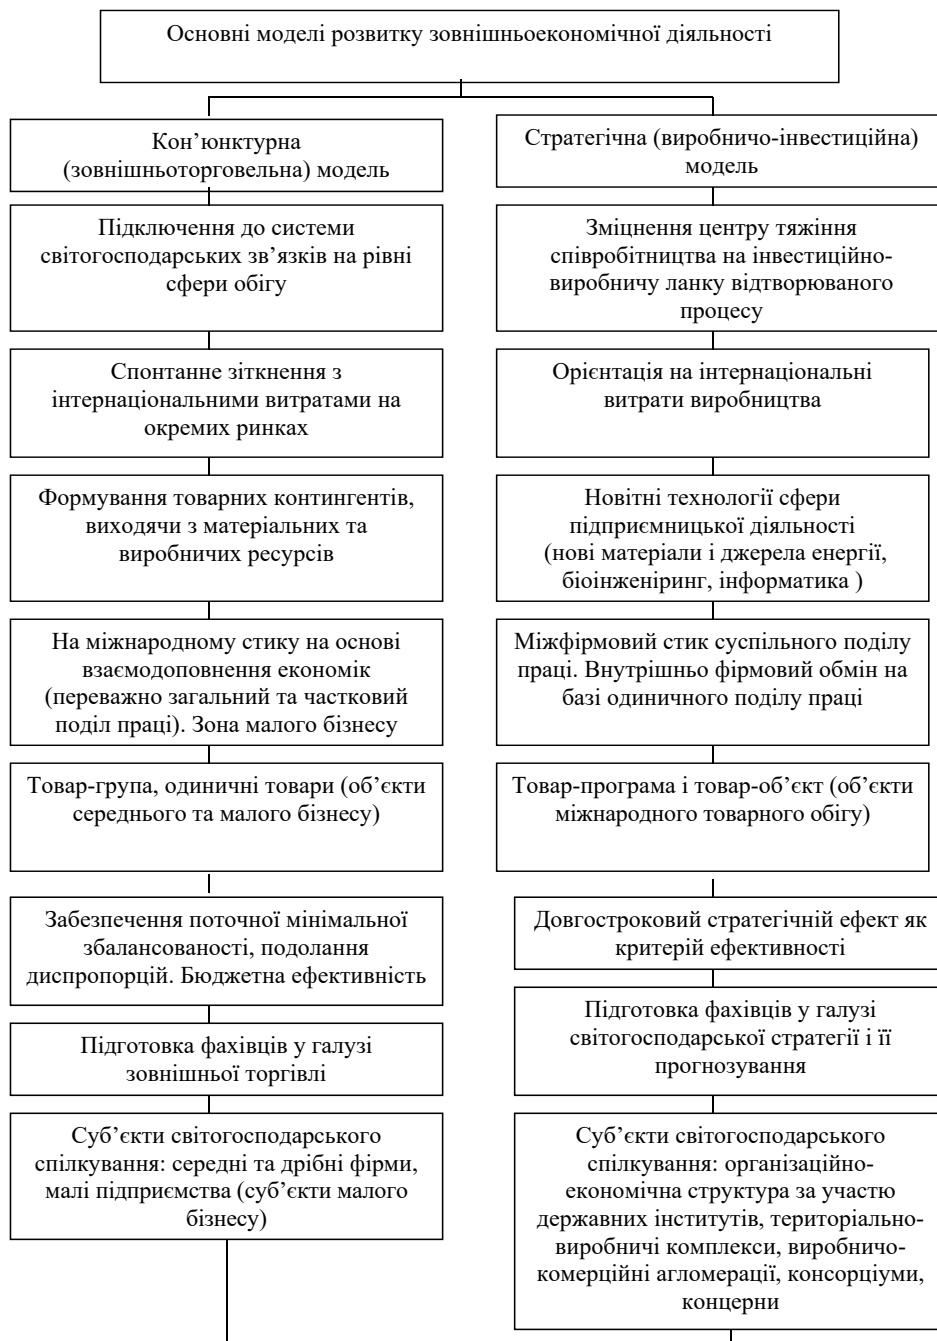 Основні моделі розвитку зовнішньоекономічної діяльності
Кон’юнктурна
(зовнішньоторговельна) модель
Підключення до системи
світогосподарських зв’язків на рівні
сфери обігу
Спонтанне зіткнення з
інтернаціональними витратами на
окремих ринках
Формування товарних контингентів,
виходячи з матеріальних та
виробничих ресурсів
На міжнародному стику на основі
взаємодоповнення економік
(переважно загальний та частковий
поділ праці). Зона малого бізнесу
Товар-група, одиничні товари (об’єкти
середнього та малого бізнесу)
Забезпечення поточної мінімальної
збалансованості, подолання
диспропорцій. Бюджетна ефективність
Підготовка фахівців у галузі
зовнішньої торгівлі
Суб’єкти світогосподарського
спілкування: середні та дрібні фірми,
малі підприємства (суб’єкти малого
бізнесу)
Стратегічна (виробничо-інвестиційна)
модель
Зміцнення центру тяжіння
співробітництва на інвестиційно-
виробничу ланку відтворюваного
процесу
Орієнтація на інтернаціональні
витрати виробництва
Новітні технології сфери
підприємницької діяльності
(нові матеріали і джерела енергії,
біоінженіринг, інформатика )
Міжфірмовий стик суспільного поділу
праці. Внутрішньо фірмовий обмін на
базі одиничного поділу праці
Товар-програма і товар-об’єкт (об’єкти
міжнародного товарного обігу)
Довгостроковий стратегічній ефект як
критерій ефективності
Підготовка фахівців у галузі
світогосподарської стратегії і її
прогнозування
Суб’єкти світогосподарського
спілкування: організаційно-
економічна структура за участю
державних інститутів, територіально-
виробничі комплекси, виробничо-
комерційні агломерації, консорціуми,
концерни